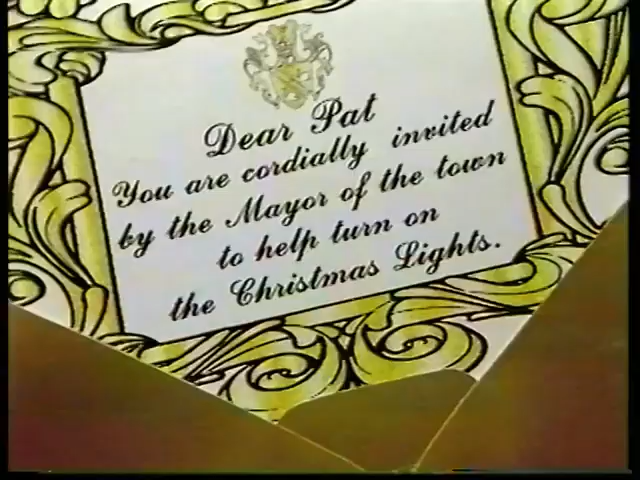 Dear Pat
You are cordially invited
by the Mayor of the town
to help turn on
the Christmas Lights.